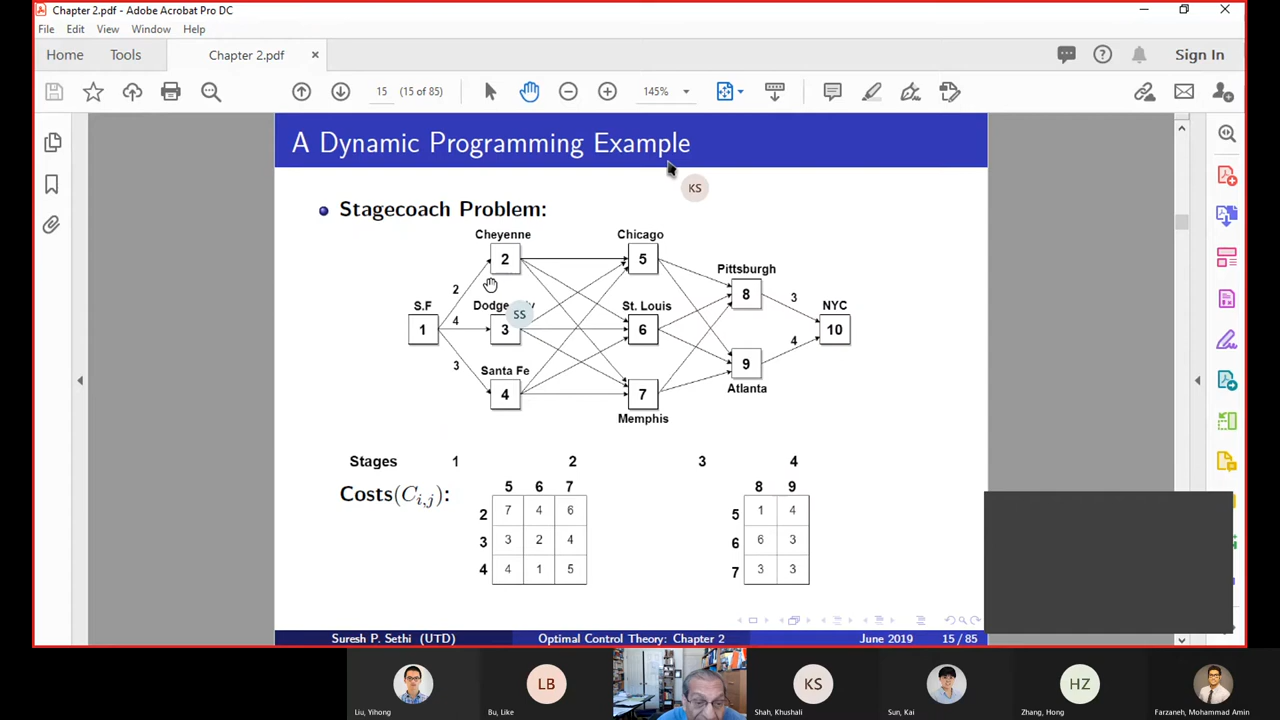 Chapter 2.pdf - Adobe Acrobat Pro DC
File Edit View Window Help
Home Tools Chapter 2.pdf × Sign In
15 (15 of 85) 145%
A Dynamic Programming Example
KS
Stagecoach Problem:
Cheyenne Chicago
2 5
Pittsburgh
8
2 3
S.F Dodge St. Louis NYC
SS
4
1 3 6 10
4
3
Santa Fe 9
4 7 Atlanta
Memphis
Stages 1 2 3 4
Costs(Ci,j):
5 6 7 8 9
2 7 4 6 5 1 4
3 3 2 4 6 6 3
4 4 1 5 7 3 3
Suresh P. Sethi (UTD) Optimal Control Theory: Chapter 2 June 2019 15 / 85
LB KS HZ
Liu, Yihong Bu, Like Shah, Khushali Sun, Kai Zhang, Hong Farzaneh, Mohammad Amin